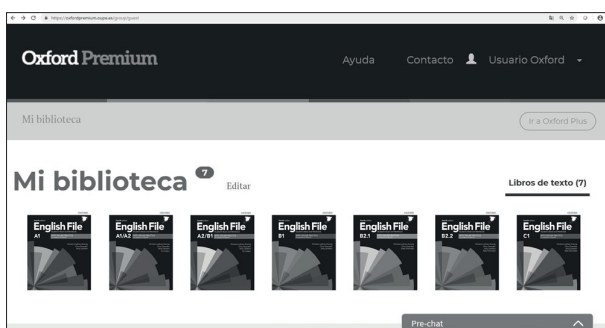 https://oxfordpremium.oupe.es/group/guest
Oxford Premium
Ayuda
Contacto
Usuario Oxford
Mi biblioteca
Ir a Oxford Plus
Mi biblioteca 7
Editar
Libros de texto (7)
English File
A1
English File
A1/A2
English File
A2/B1
English File
B1
English File
B2.1
English File
B2.2
English File
C1
Pre-chat